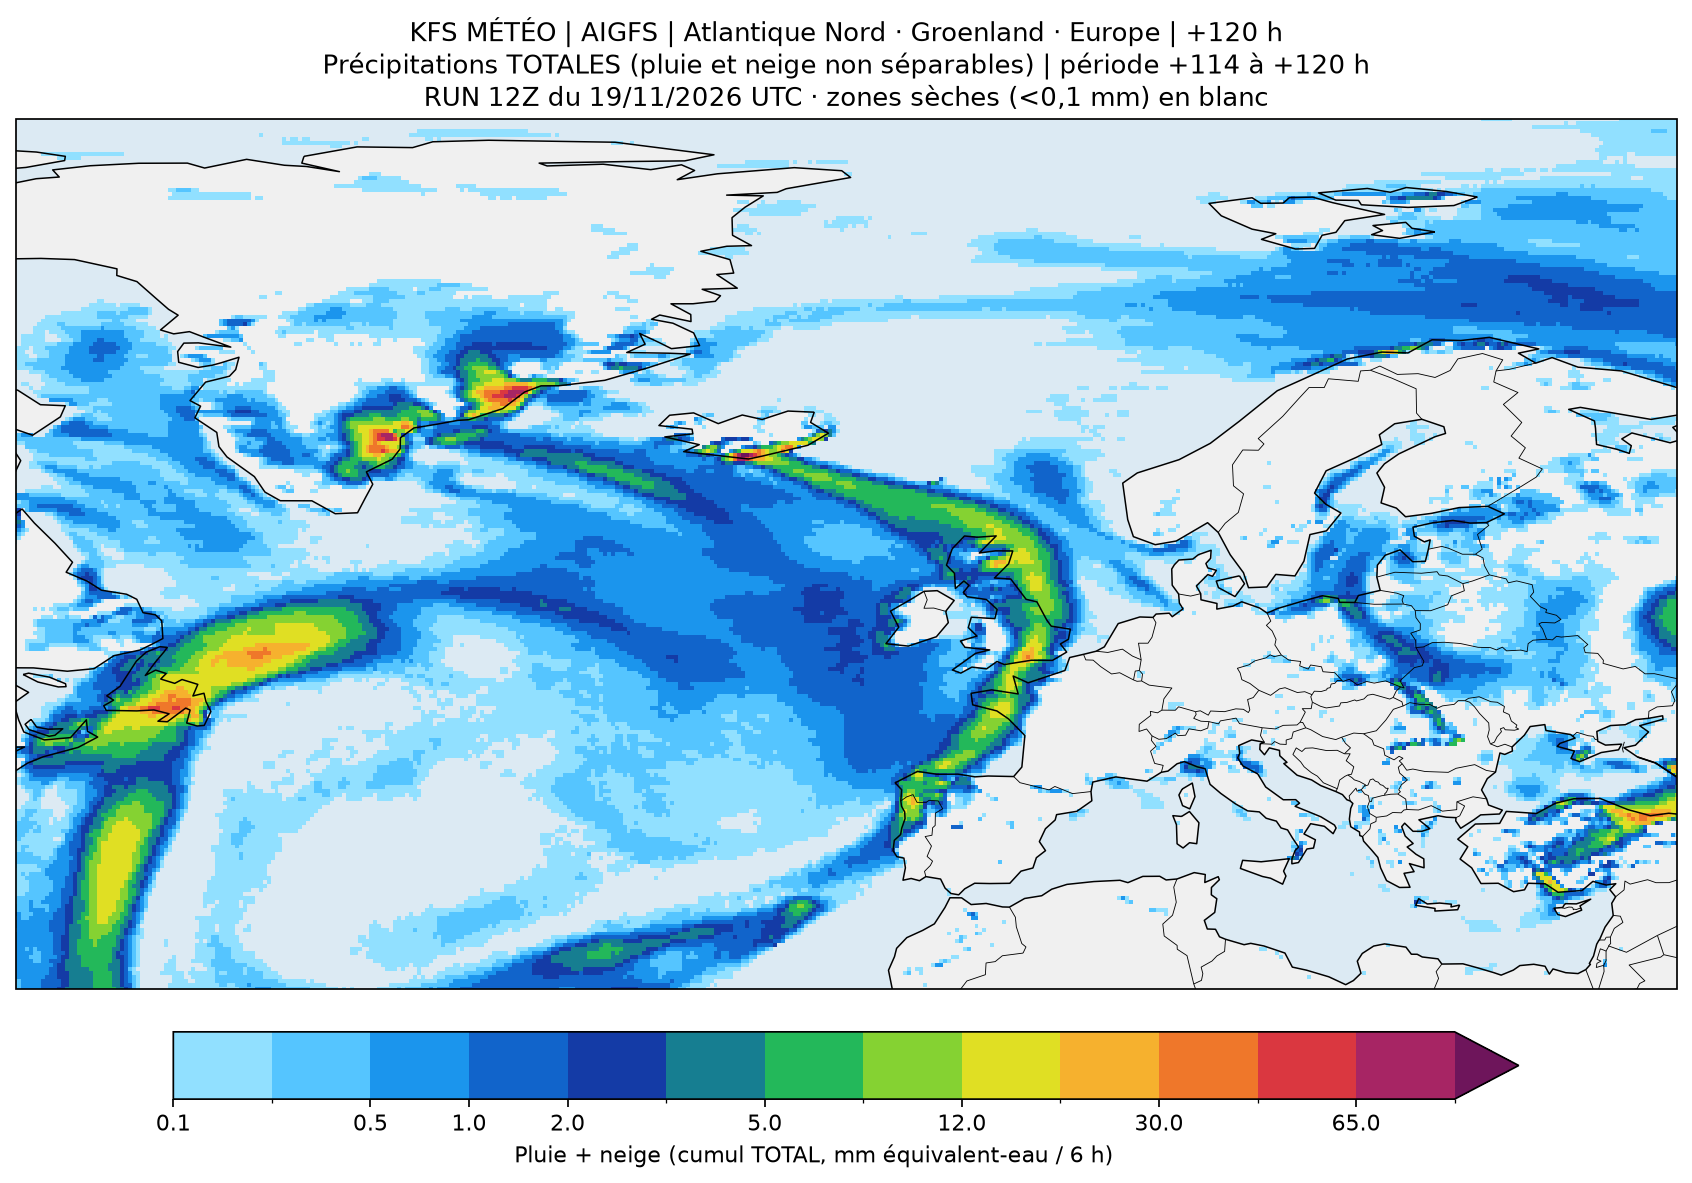 KFS MÉTÉO | AIGFS | Atlantique Nord · Groenland · Europe | +120 h
Précipitations TOTALES (pluie et neige non séparables) | période +114 à +120 h
RUN 12Z du 19/11/2026 UTC · zones sèches (<0,1 mm) en blanc
0.1 0.5 1.0 2.0 5.0 12.0 30.0 65.0
Pluie + neige (cumul TOTAL, mm équivalent-eau / 6 h)